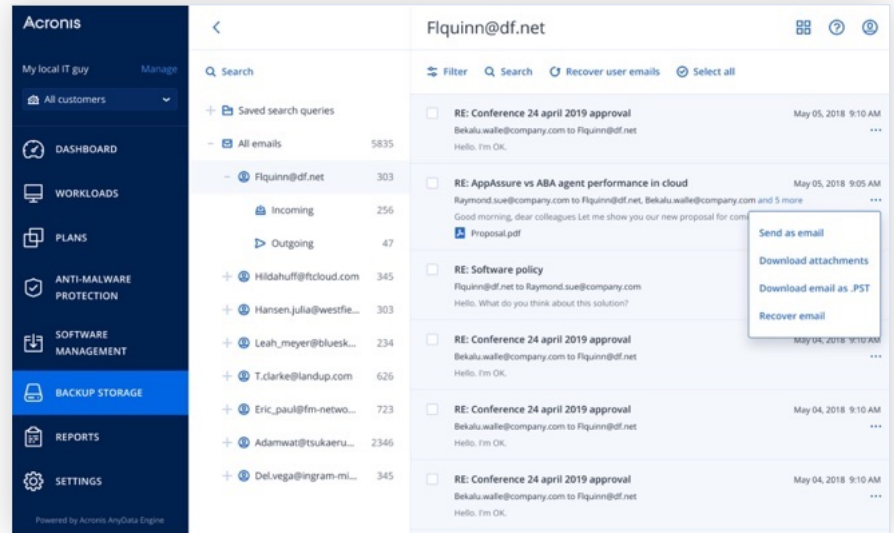 Acronis
My local IT guy Manage
All customers
DASHBOARD
WORKLOADS
PLANS
ANTI-MALWARE
PROTECTION
SOFTWARE
MANAGEMENT
BACKUP STORAGE
REPORTS
SETTINGS
Powered by Acronis AnyData Engine
Search
Saved search queries
All emails 5835
Flquinn@df.net 303
Incoming 256
Outgoing 47
Hildahuff@ftcloud.com 345
Hansen.julia@westfie... 303
Leah_meyer@bluesk... 234
T.clarke@landup.com 626
Eric_paul@fm-netwo... 723
Adamwat@tsukaeru... 2346
Del.vega@ingram-mi... 345
Flquinn@df.net
Filter Search Recover user emails Select all
RE: Conference 24 april 2019 approval May 05, 2018 9:10 AM
Bekalu.walle@company.com to Flquinn@df.net
Hello. I'm OK.
RE: AppAssure vs ABA agent performance in cloud May 05, 2018 9:05 AM
Raymond.sue@company.com to Flquinn@df.net, Bekalu.walle@company.com and 5 more
Good morning, dear colleagues Let me show you our new proposal for
Proposal.pdf
Send as email
Download attachments
Download email as .PST
Recover email
RE: Software policy
Flquinn@df.net to Raymond.sue@company.com
Hello. What do you think about this solution?
RE: Conference 24 april 2019 approval May 04, 2018 9:10 AM
Bekalu.walle@company.com to Flquinn@df.net
Hello. I'm OK.
RE: Conference 24 april 2019 approval May 04, 2018 9:10 AM
Bekalu.walle@company.com to Flquinn@df.net
Hello. I'm OK.
RE: Conference 24 april 2019 approval May 04, 2018 9:10 AM
Bekalu.walle@company.com to Flquinn@df.net
Hello. I'm OK.